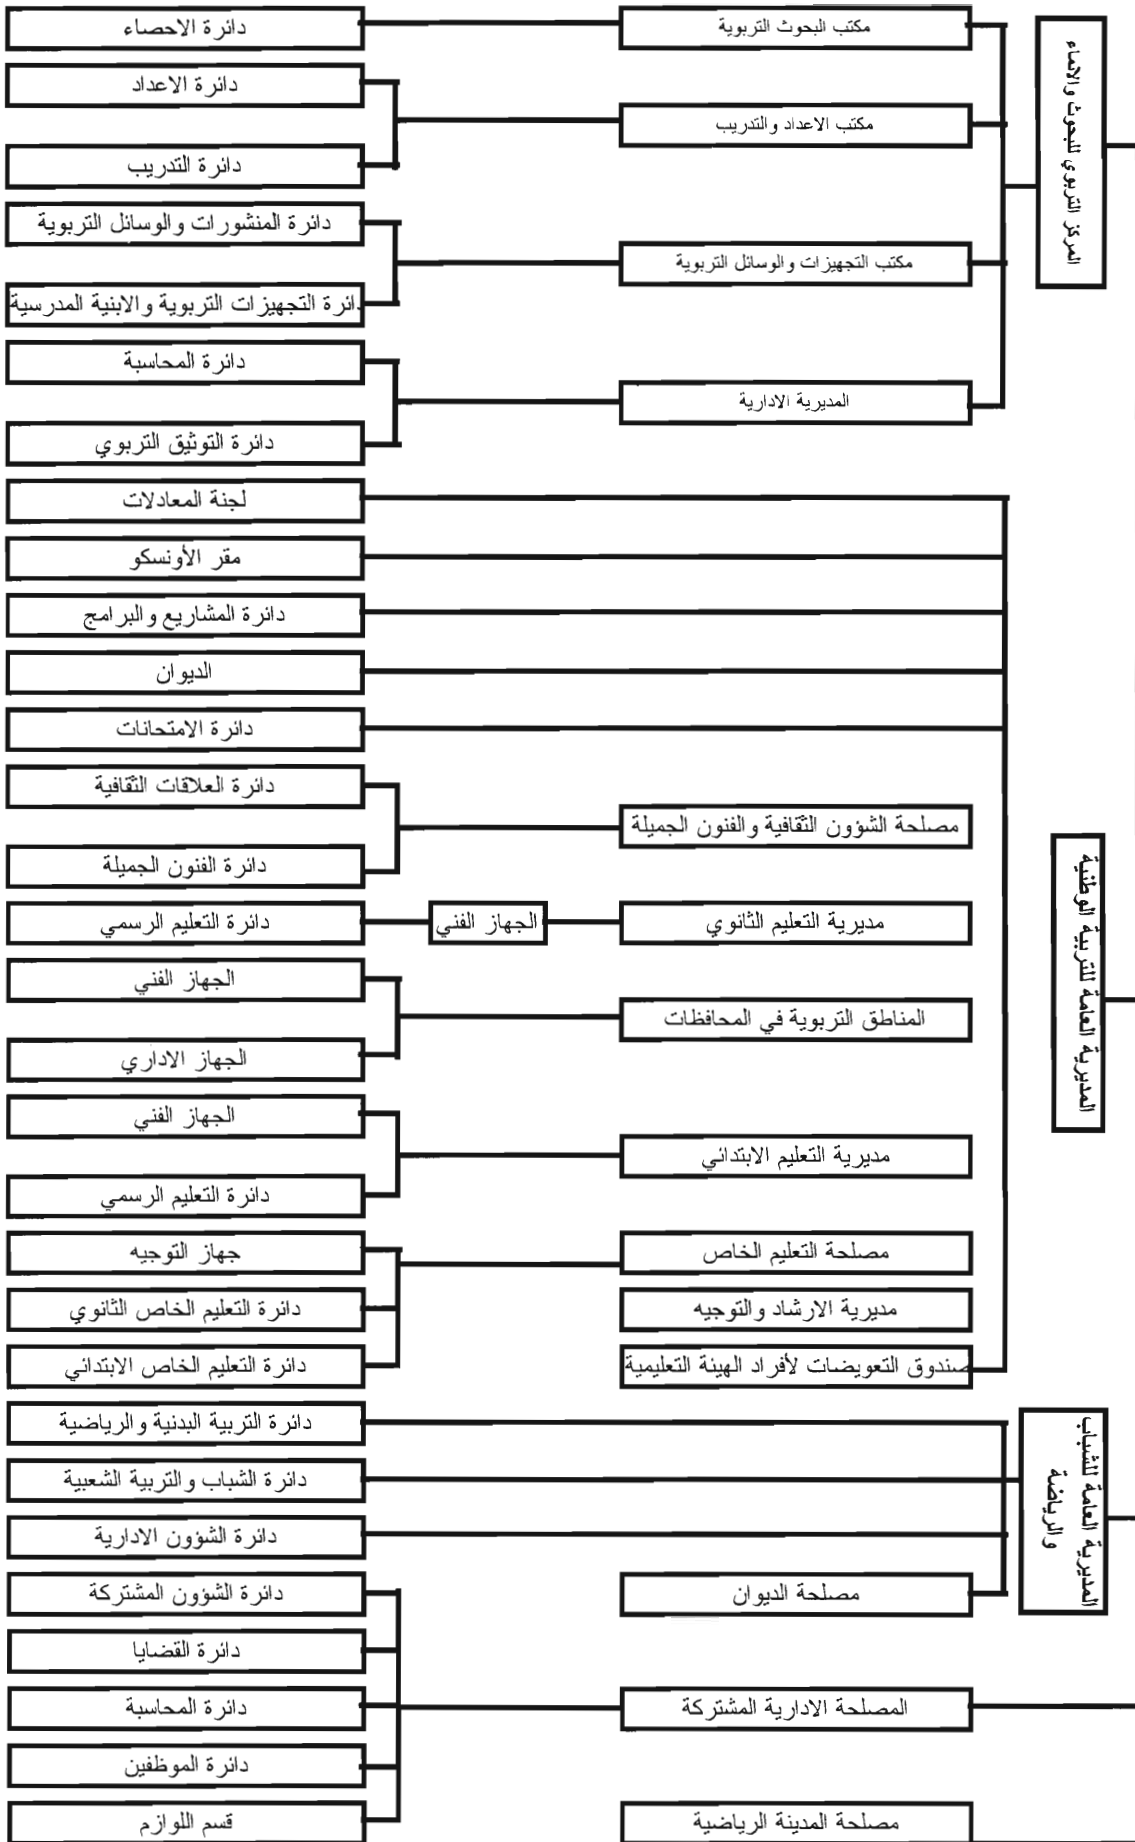 المركز التربوي للبحوث والانماء
مكتب البحوث التربوية
دائرة الاحصاء
مكتب الاعداد والتدريب
دائرة الاعداد
دائرة التدريب
مكتب التجهيزات والوسائل التربوية
دائرة المنشورات والوسائل التربوية
دائرة التجهيزات التربوية والابنية المدرسية
المديرية الادارية
دائرة المحاسبة
دائرة التوثيق التربوي
المديرية العامة للتربية الوطنية
لجنة المعادلات
مقر الأونسكو
دائرة المشاريع والبرامج
الديوان
دائرة الامتحانات
مصلحة الشؤون الثقافية والفنون الجميلة
دائرة العلاقات الثقافية
دائرة الفنون الجميلة
مديرية التعليم الثانوي
الجهاز الفني
دائرة التعليم الرسمي
المناطق التربوية في المحافظات
الجهاز الفني
الجهاز الاداري
مديرية التعليم الابتدائي
الجهاز الفني
دائرة التعليم الرسمي
مصلحة التعليم الخاص
جهاز التوجيه
دائرة التعليم الخاص الثانوي
دائرة التعليم الخاص الابتدائي
مديرية الارشاد والتوجيه
صندوق التعويضات لأفراد الهيئة التعليمية
المديرية العامة للشباب
والرياضة
دائرة التربية البدنية والرياضية
دائرة الشباب والتربية الشعبية
دائرة الشؤون الادارية
مصلحة الديوان
المصلحة الادارية المشتركة
دائرة الشؤون المشتركة
دائرة القضايا
دائرة المحاسبة
دائرة الموظفين
قسم اللوازم
مصلحة المدينة الرياضية